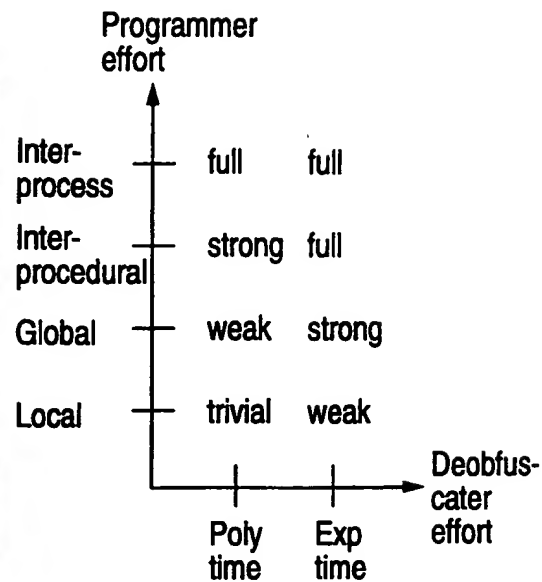 Programmer
effort
Inter-
process
full full
Inter-
procedural
strong full
Global
weak strong
Local
trivial weak
Deobfus-
cater
effort
Poly
time
Exp
time